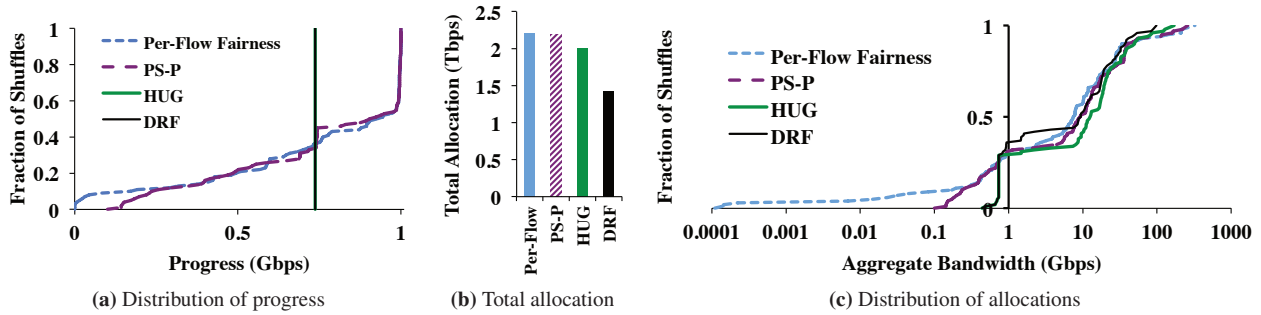 Fraction of Shuffles
1
0.8
0.6
0.4
0.2
0
Per-Flow Fairness
PS-P
HUG
DRF
0
0.5
1
Progress (Gbps)
(a) Distribution of progress
Total Allocation (Tbps)
2.5
2
1.5
1
0.5
0
Per-Flow
PS-P
HUG
DRF
(b) Total allocation
Fraction of Shuffles
1
0.5
0
Per-Flow Fairness
PS-P
HUG
DRF
0.0001
0.001
0.01
0.1
1
10
100
1000
Aggregate Bandwidth (Gbps)
(c) Distribution of allocations